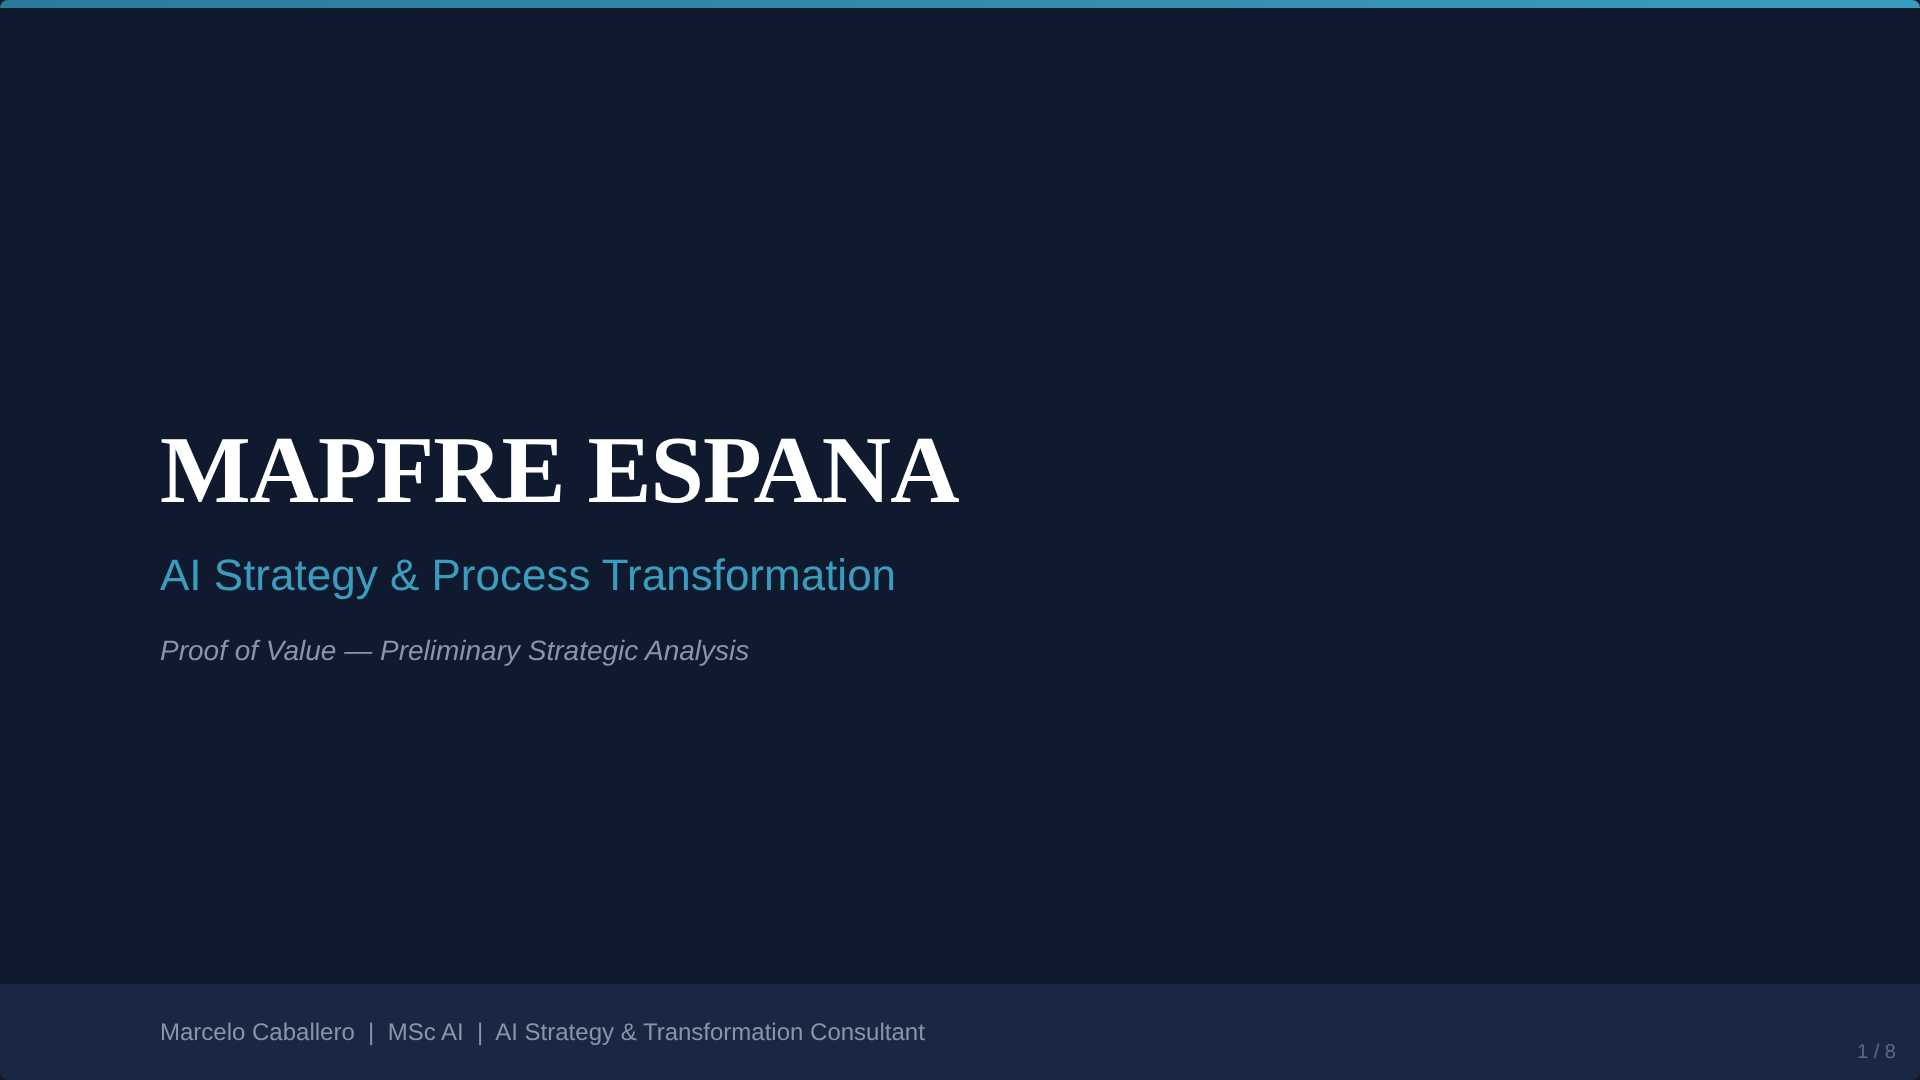 MAPFRE ESPANA
AI Strategy & Process Transformation
Proof of Value — Preliminary Strategic Analysis
Marcelo Caballero | MSc AI | AI Strategy & Transformation Consultant
1 / 8